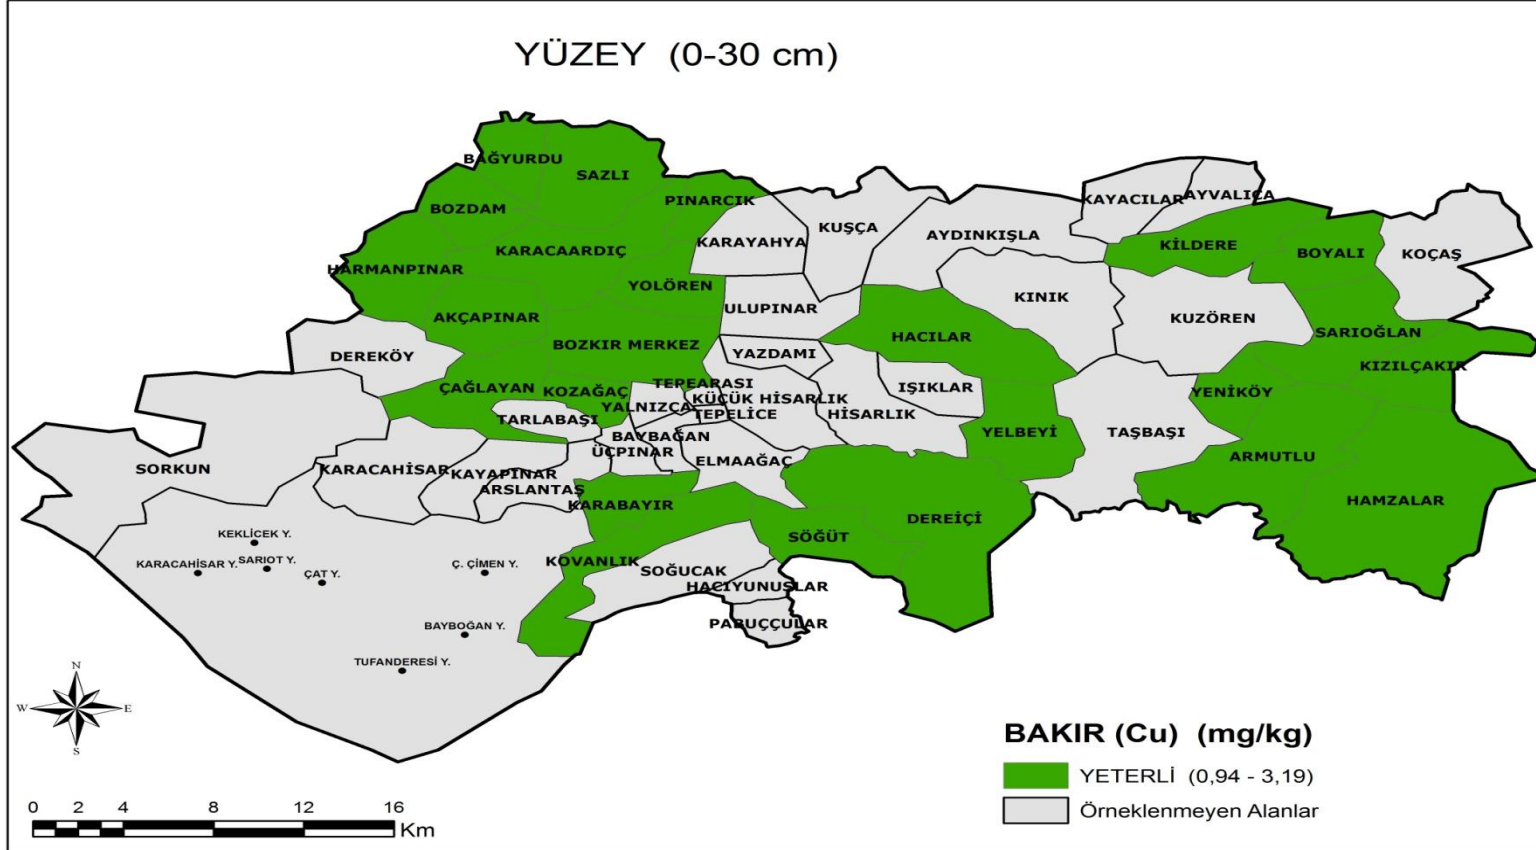 YÜZEY (0-30 cm)
BAĞYURDU
SAZLI
BOZDAM
PINARCIK
KARACAARDIÇ
KARAYAHYA
KUŞÇA
AYDINKIŞLA
KAYACILAR
AYVALICA
KİLDERE
BOYALI
KOÇAŞ
HARMANPINAR
YOLÖREN
AKÇAPINAR
ULUPINAR
KINIK
KUZÖREN
HACILAR
SARIOĞLAN
DEREKÖY
BOZKIR MERKEZ
YAZDAMI
KIZILÇAKIR
ÇAĞLAYAN
KOZAĞAÇ
TEPEARASI
IŞIKLAR
YENİKÖY
YALNIZCA
KÜÇÜK HİSARLIK
TEPELİCE
HİSARLIK
TARLABAŞI
YELBEYİ
TAŞBAŞI
BAYBAĞAN
ÜÇPINAR
ELMAAĞAÇ
ARMUTLU
SORKUN
KARACAHİSAR
KAYAPINAR
ARSLANTAŞ
KARABAYIR
HAMZALAR
DEREİÇİ
SÖĞÜT
KEKLİCEK Y.
KARACAHİSAR Y.
SARIOT Y.
ÇAT Y.
Ç. ÇİMEN Y.
KOVANLIK
SOĞUCAK
HACIYUNUSLAR
PABUÇÇULAR
BAYBOĞAN Y.
TUFANDERESİ Y.
N
W
E
S
BAKIR (Cu) (mg/kg)
YETERLİ (0,94 - 3,19)
Örneklenmeyen Alanlar
0 2 4 8 12 16
Km